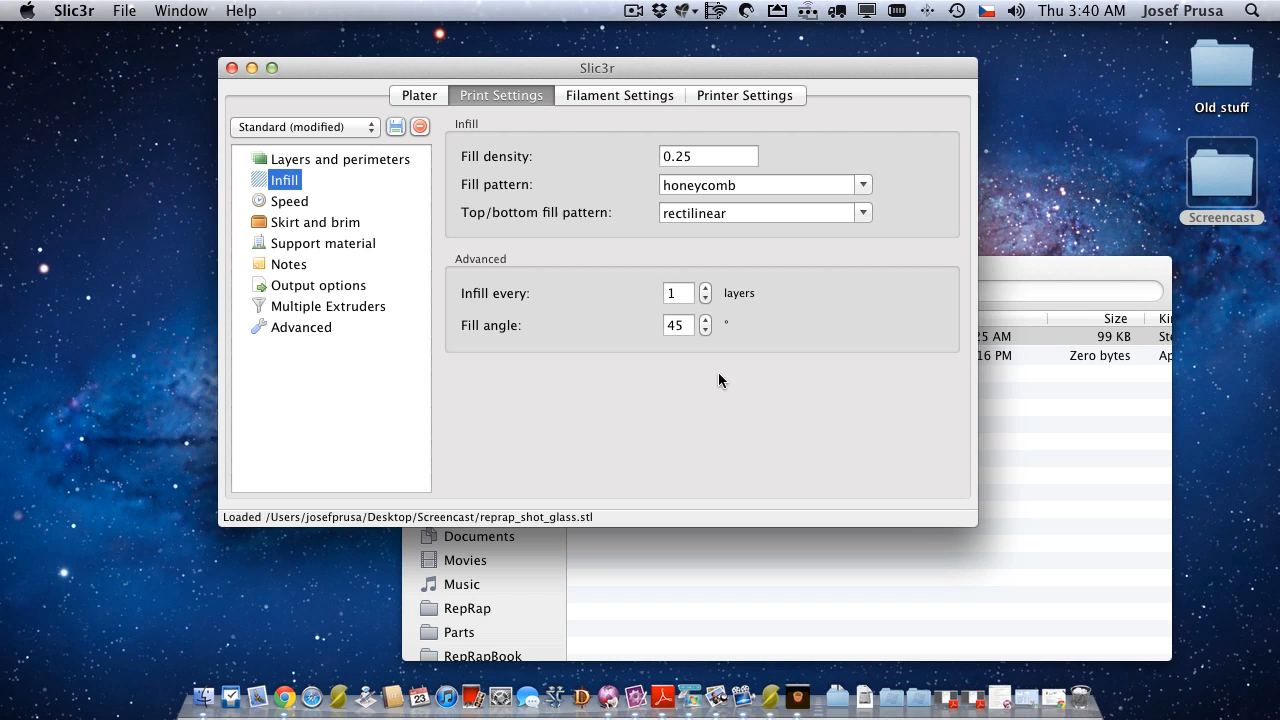 Slic3r File Window Help Thu 3:40 AM Josef Prusa
Old stuff
Screencast
Slic3r
Plater Print Settings Filament Settings Printer Settings
Standard (modified)
Layers and perimeters
Infill
Speed
Skirt and brim
Support material
Notes
Output options
Multiple Extruders
Advanced
Infill
Fill density: 0.25
Fill pattern: honeycomb
Top/bottom fill pattern: rectilinear
Advanced
Infill every: 1 layers
Fill angle: 45 °
Loaded /Users/josefprusa/Desktop/Screencast/reprap_shot_glass.stl
Size
AM 99 KB
PM Zero bytes
Documents
Movies
Music
RepRap
Parts
RepRapBook
23